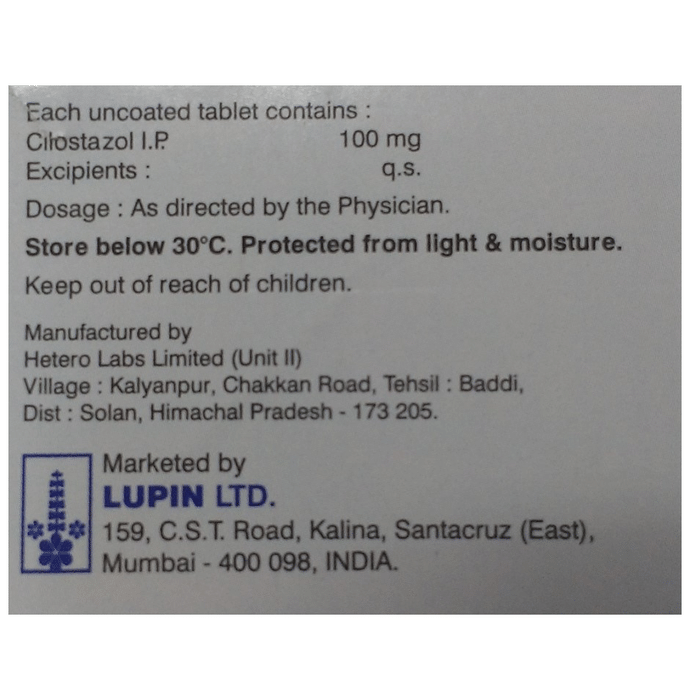 Each uncoated tablet contains :
Cilostazol I.P. 100 mg
Excipients : q.s.
Dosage : As directed by the Physician.
Store below 30°C. Protected from light & moisture.
Keep out of reach of children.
Manufactured by
Hetero Labs Limited (Unit II)
Village : Kalyanpur, Chakkan Road, Tehsil : Baddi,
Dist : Solan, Himachal Pradesh - 173 205.
Marketed by
LUPIN LTD.
159, C.S.T. Road, Kalina, Santacruz (East),
Mumbai - 400 098, INDIA.